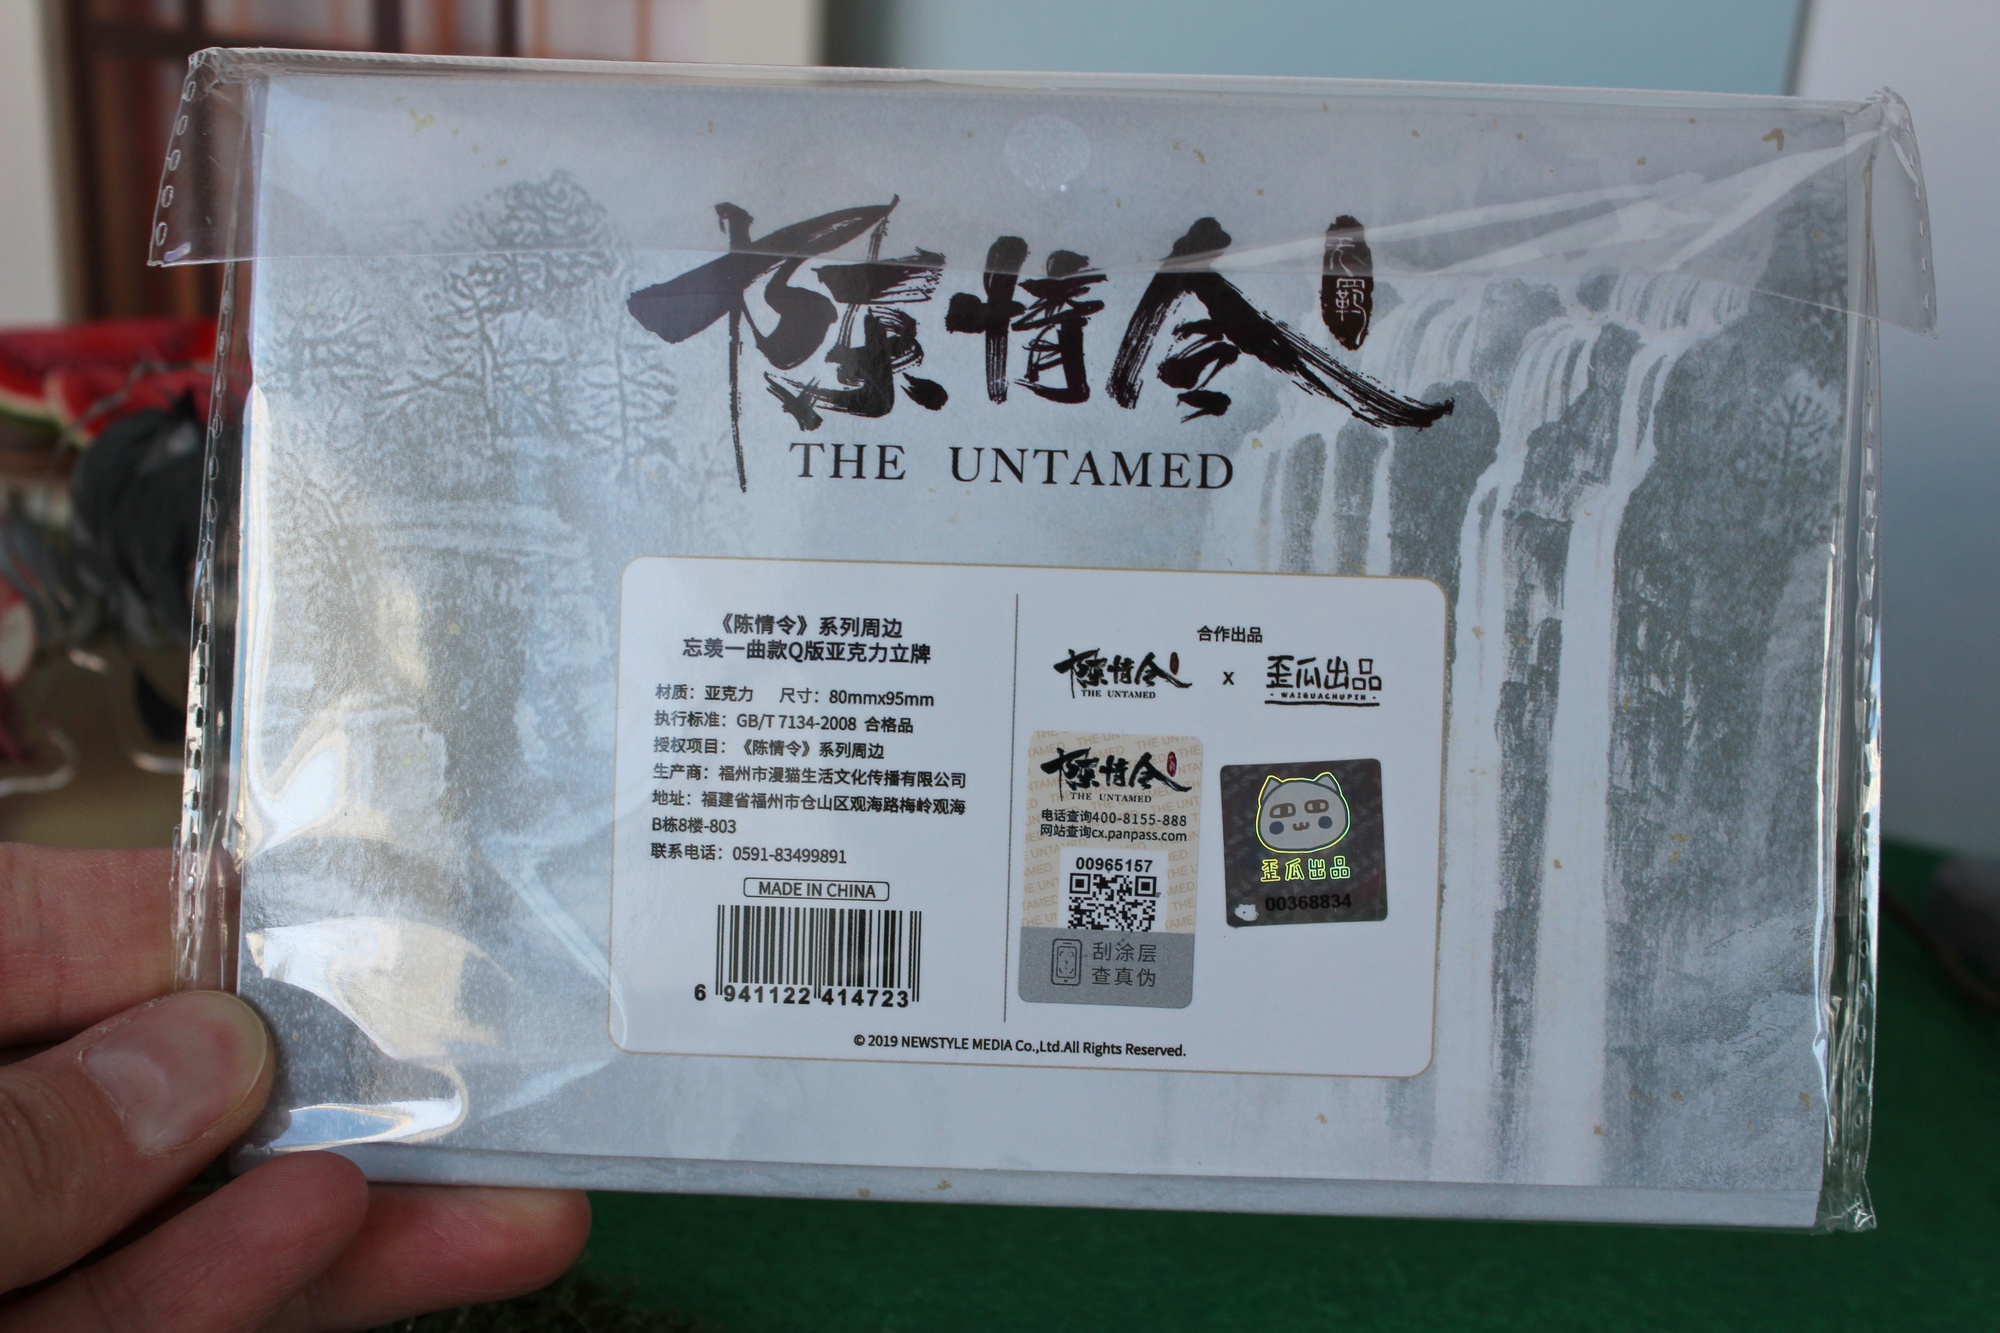 陈情令
无羁
THE UNTAMED
《陈情令》系列周边
忘羡一曲款Q版亚克力立牌
材质：亚克力 尺寸：80mmx95mm
执行标准：GB/T 7134-2008 合格品
授权项目：《陈情令》系列周边
生产商：福州市漫猫生活文化传播有限公司
地址：福建省福州市仓山区观海路梅岭观海
B栋8楼-803
联系电话：0591-83499891
MADE IN CHINA
6 941122 414723
合作出品
陈情令
THE UNTAMED
x
歪瓜出品
WAIGUACHUPIN
陈情令
THE UNTAMED
电话查询400-8155-888
网站查询cx.panpass.com
00965157
刮涂层
查真伪
歪瓜出品
00368834
© 2019 NEWSTYLE MEDIA Co.,Ltd.All Rights Reserved.